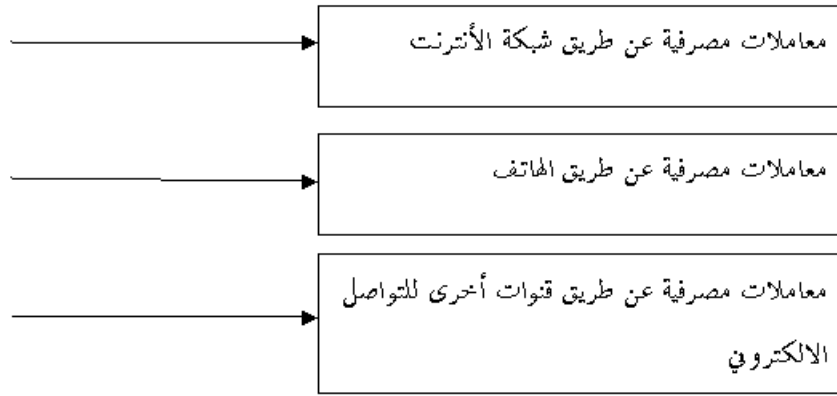 معاملات مصرفية عن طريق شبكة الأنترنت
معاملات مصرفية عن طريق الهاتف
معاملات مصرفية عن طريق قنوات أخرى للتواصل
الالكتروني